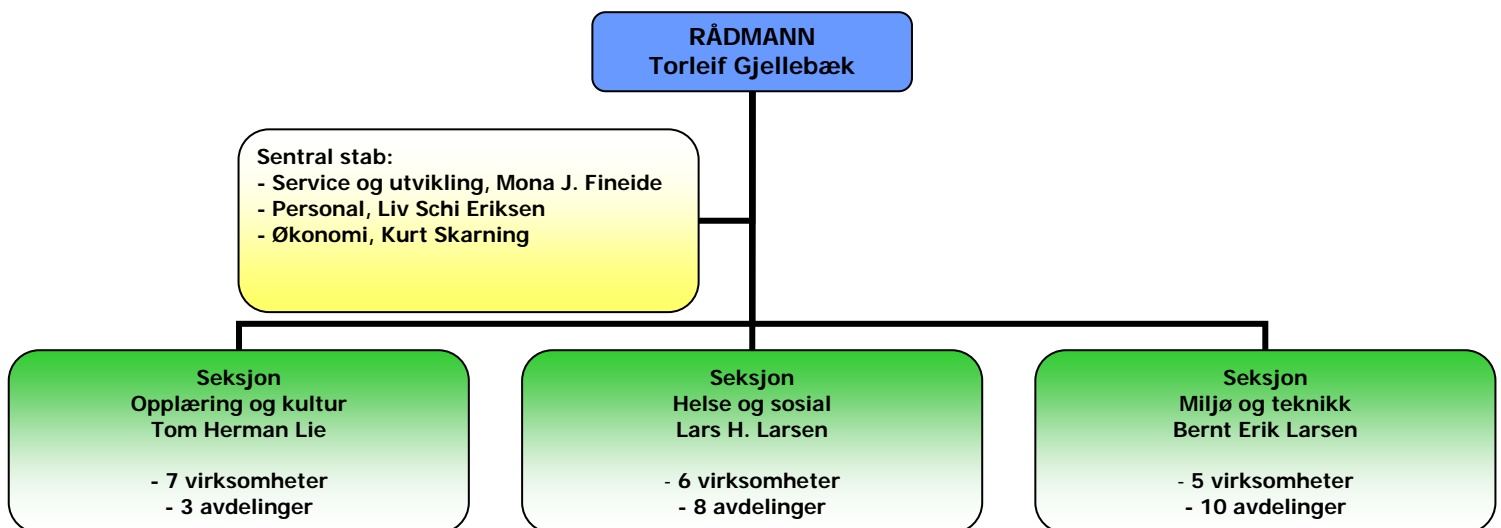 RÅDMANN
Torleif Gjellebæk
Sentral stab:
- Service og utvikling, Mona J. Fineide
- Personal, Liv Schi Eriksen
- Økonomi, Kurt Skarning
Seksjon
Opplæring og kultur
Tom Herman Lie
- 7 virksomheter
- 3 avdelinger
Seksjon
Helse og sosial
Lars H. Larsen
- 6 virksomheter
- 8 avdelinger
Seksjon
Miljø og teknikk
Bernt Erik Larsen
- 5 virksomheter
- 10 avdelinger